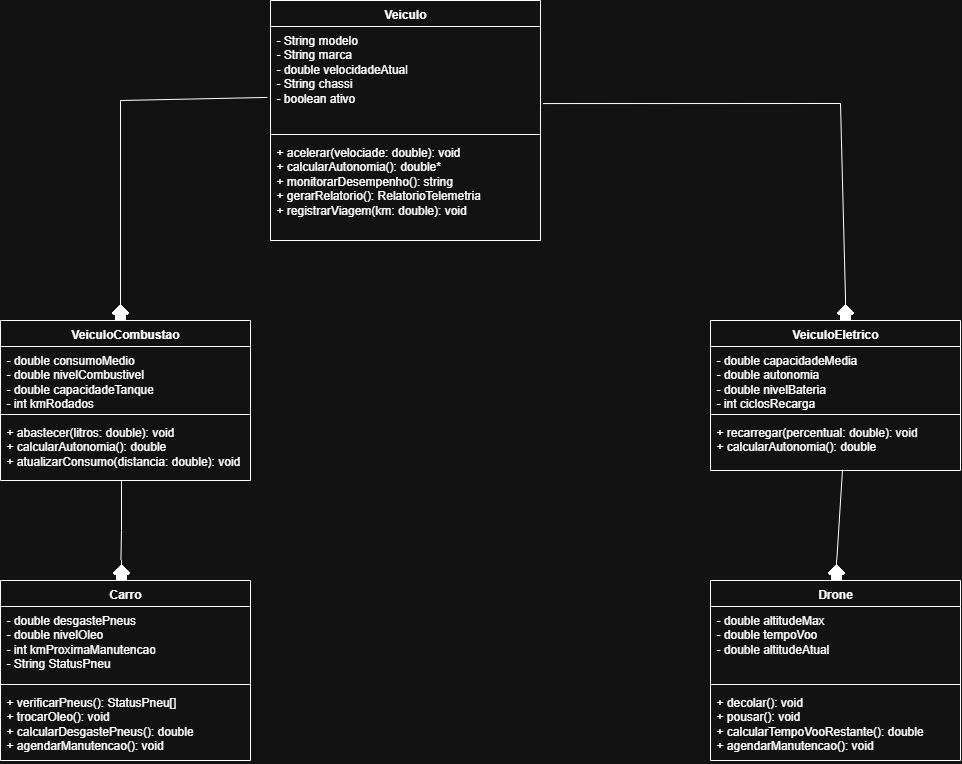 Veiculo
- String modelo
- String marca
- double velocidadeAtual
- String chassi
- boolean ativo
+ acelerar(velociade: double): void
+ calcularAutonomia(): double*
+ monitorarDesempenho(): string
+ gerarRelatorio(): RelatorioTelemetria
+ registrarViagem(km: double): void
VeiculoCombustao
- double consumoMedio
- double nivelCombustivel
- double capacidadeTanque
- int kmRodados
+ abastecer(litros: double): void
+ calcularAutonomia(): double
+ atualizarConsumo(distancia: double): void
VeiculoEletrico
- double capacidadeMedia
- double autonomia
- double nivelBateria
- int ciclosRecarga
+ recarregar(percentual: double): void
+ calcularAutonomia(): double
Carro
- double desgastePneus
- double nivelOleo
- int kmProximaManutencao
- String StatusPneu
+ verificarPneus(): StatusPneu[]
+ trocarOleo(): void
+ calcularDesgastePneus(): double
+ agendarManutencao(): void
Drone
- double altitudeMax
- double tempoVoo
- double altitudeAtual
+ decolar(): void
+ pousar(): void
+ calcularTempoVooRestante(): double
+ agendarManutencao(): void